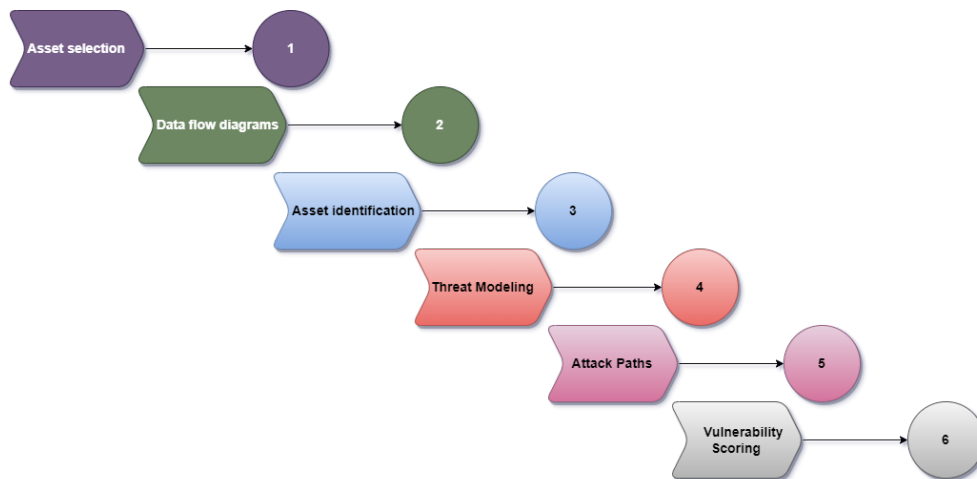 Asset selection
1
Data flow diagrams
2
Asset identification
3
Threat Modeling
4
Attack Paths
5
Vulnerability
Scoring
6